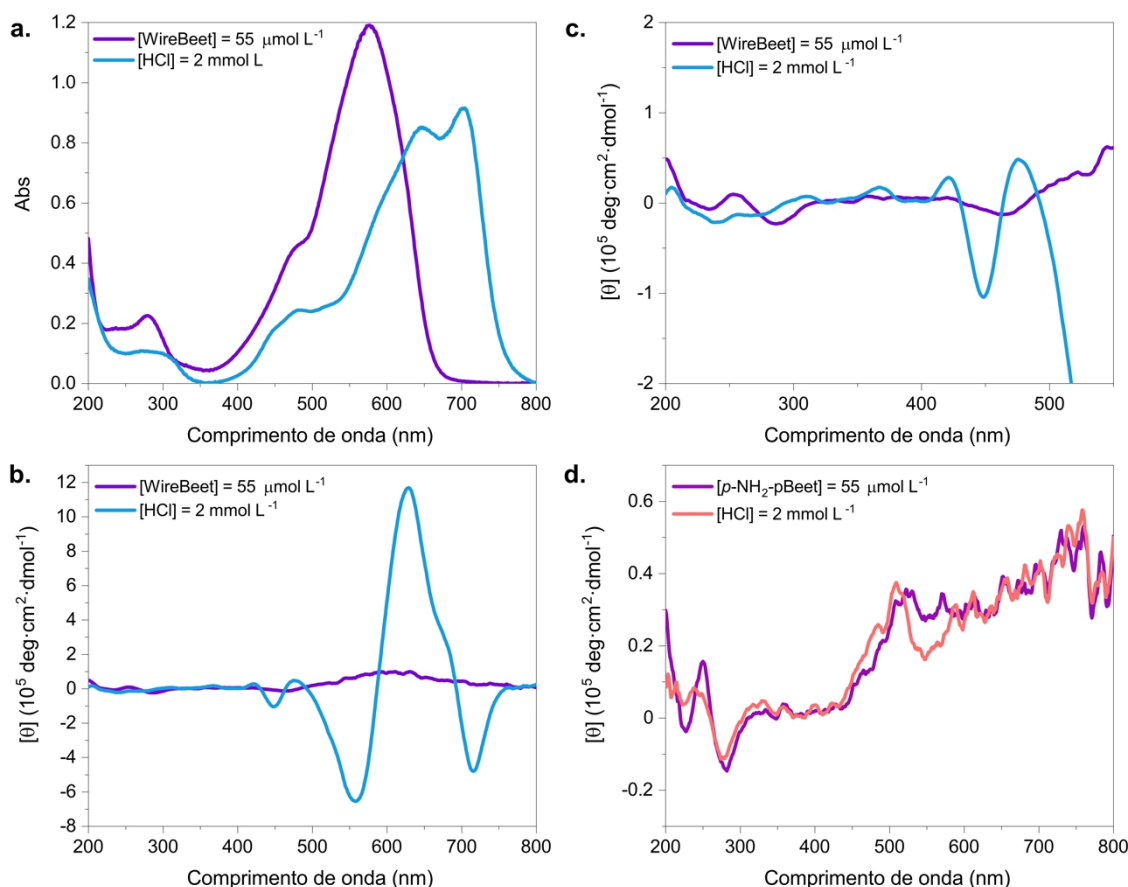 a.
[WireBeet] = 55 μmol L⁻¹
[HCl] = 2 mmol L
Abs
1.2
1.0
0.8
0.6
0.4
0.2
0.0
200 300 400 500 600 700 800
Comprimento de onda (nm)
c.
[WireBeet] = 55 μmol L⁻¹
[HCl] = 2 mmol L ⁻¹
[θ] (10⁵ deg·cm²·dmol⁻¹)
2
1
0
-1
-2
200 300 400 500
Comprimento de onda (nm)
b.
[WireBeet] = 55 μmol L⁻¹
[HCl] = 2 mmol L ⁻¹
[θ] (10⁵ deg·cm²·dmol⁻¹)
12
10
8
6
4
2
0
-2
-4
-6
-8
200 300 400 500 600 700 800
Comprimento de onda (nm)
d.
[p-NH₂-pBeet] = 55 μmol L⁻¹
[HCl] = 2 mmol L ⁻¹
[θ] (10⁵ deg·cm²·dmol⁻¹)
0.6
0.4
0.2
0
-0.2
200 300 400 500 600 700 800
Comprimento de onda (nm)